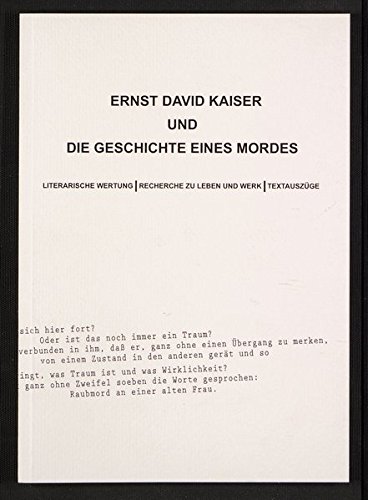 ERNST DAVID KAISER
UND
DIE GESCHICHTE EINES MORDES
LITERARISCHE WERTUNG | RECHERCHE ZU LEBEN UND WERK | TEXTAUSZÜGE
sich hier fort?
Oder ist das noch immer ein Traum?
verbunden in ihm, daß er, ganz ohne einen Übergang zu merken,
von einem Zustand in den anderen gerät und so
ingt, was Traum ist und was Wirklichkeit?
ganz ohne Zweifel soeben die Worte gesprochen:
Raubmord an einer alten Frau.